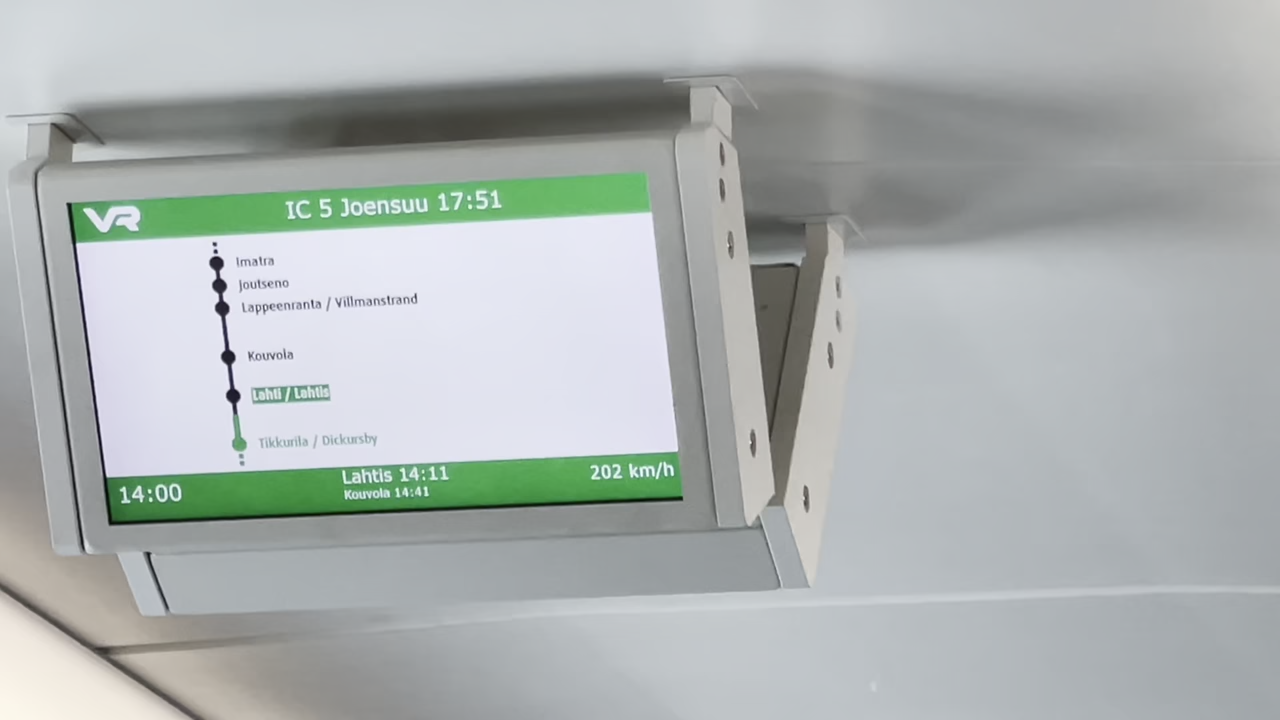 VR
IC 5 Joensuu 17:51
Imatra
Joutseno
Lappeenranta / Villmanstrand
Kouvola
Lahti / Lahtis
Tikkurila / Dickursby
14:00
Lahtis 14:11
Kouvola 14:41
202 km/h